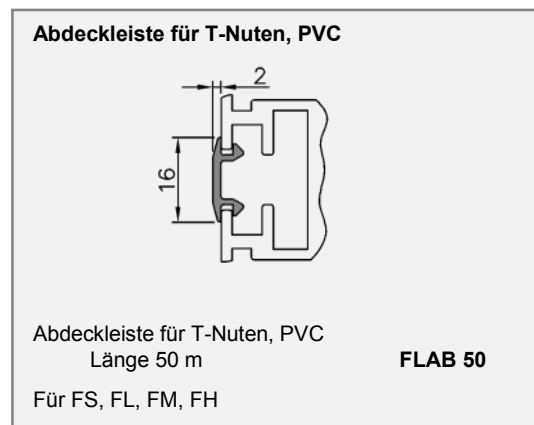 Abdeckleiste für T-Nuten, PVC
2
16
Abdeckleiste für T-Nuten, PVC
Länge 50 m FLAB 50
Für FS, FL, FM, FH